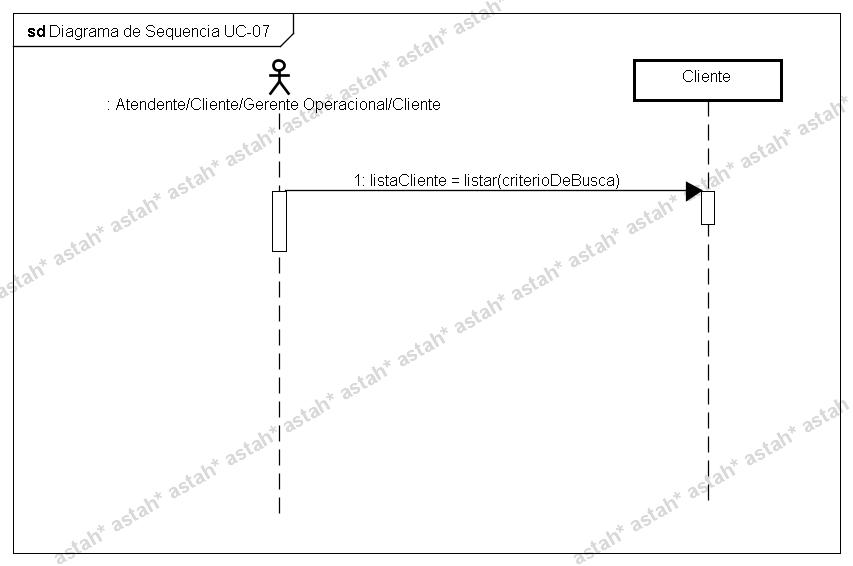 sd Diagrama de Sequencia UC-07
Cliente
: Atendente/Cliente/Gerente Operacional/Cliente
1: listaCliente = listar(criterioDeBusca)
astah* astah* astah* astah* astah* astah* astah* astah* astah*
astah* astah* astah* astah* astah* astah* astah* astah* astah* astah* astah* astah* astah* astah*
astah* astah* astah* astah* astah